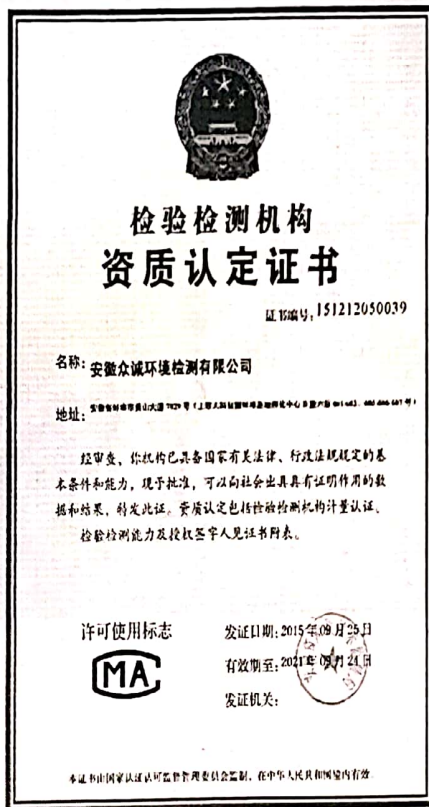 检验检测机构
资质认定证书
证书编号:151212050039
名称:安徽众诚环境检测有限公司
地址:
经审查,你机构已具备国家有关法律、行政法规规定的基
本条件和能力,现予批准,可以向社会出具具有证明作用的数
据和结果,特发此证。资质认定包括检验检测机构计量认证。
检验检测能力及授权签字人见证书附表。
许可使用标志
MA
发证日期:2015年09月25日
有效期至:2021年09月24日
发证机关:
本证书由国家认证认可监督管理委员会监制,在中华人民共和国境内有效。